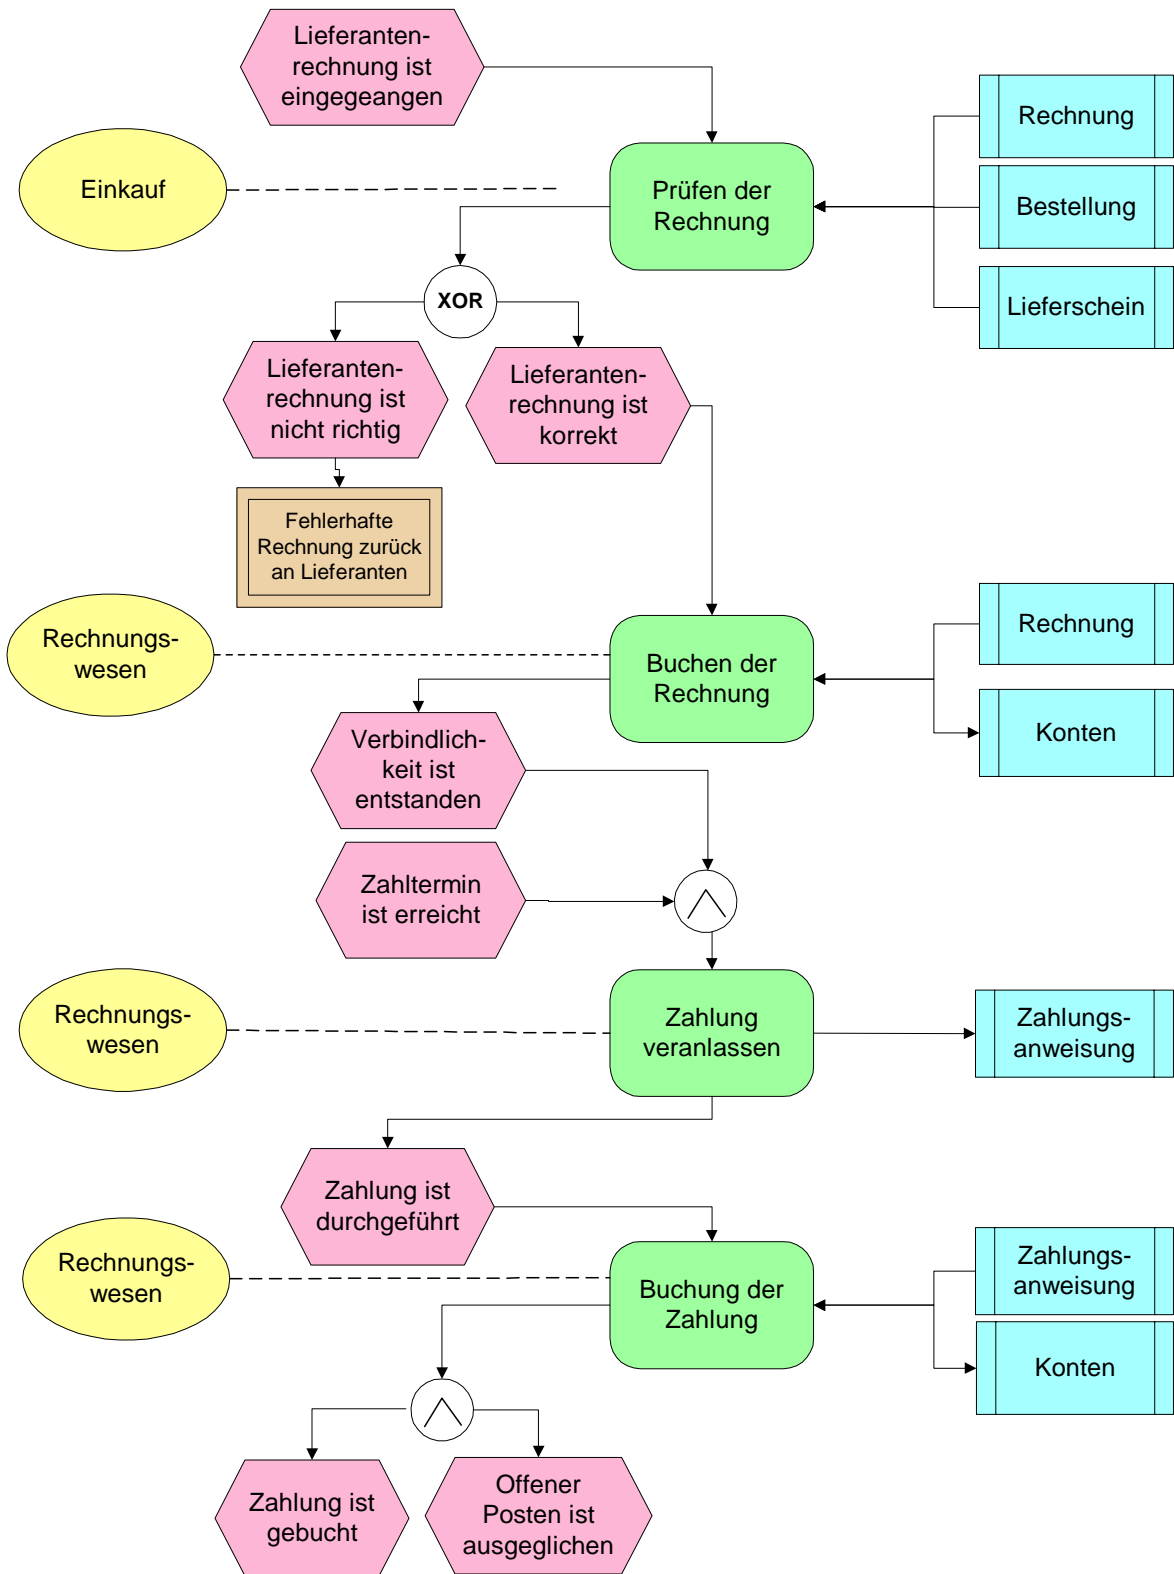 Lieferanten-
rechnung ist
eingegeangen
Rechnung
Einkauf
Prüfen der
Rechnung
Bestellung
XOR
Lieferschein
Lieferanten-
rechnung ist
nicht richtig
Lieferanten-
rechnung ist
korrekt
Fehlerhafte
Rechnung zurück
an Lieferanten
Rechnungs-
wesen
Buchen der
Rechnung
Rechnung
Konten
Verbindlich-
keit ist
entstanden
Zahltermin
ist erreicht
Rechnungs-
wesen
Zahlung
veranlassen
Zahlungs-
anweisung
Zahlung ist
durchgeführt
Rechnungs-
wesen
Buchung der
Zahlung
Zahlungs-
anweisung
Konten
Zahlung ist
gebucht
Offener
Posten ist
ausgeglichen